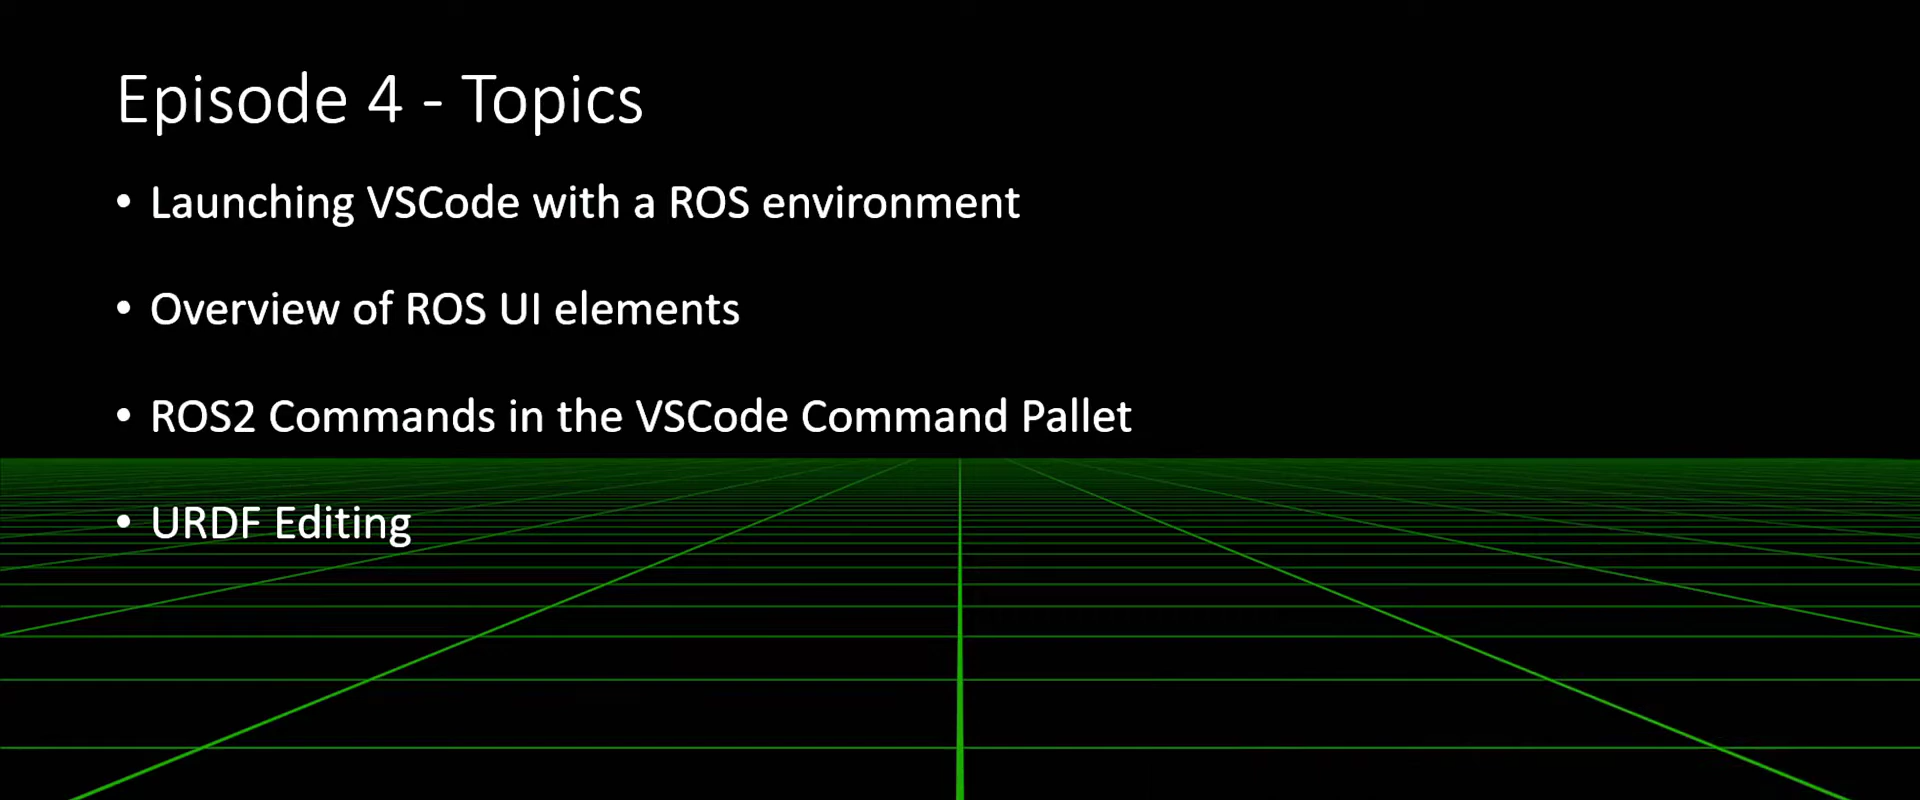 Episode 4 - Topics
• Launching VSCode with a ROS environment
• Overview of ROS UI elements
• ROS2 Commands in the VSCode Command Pallet
• URDF Editing